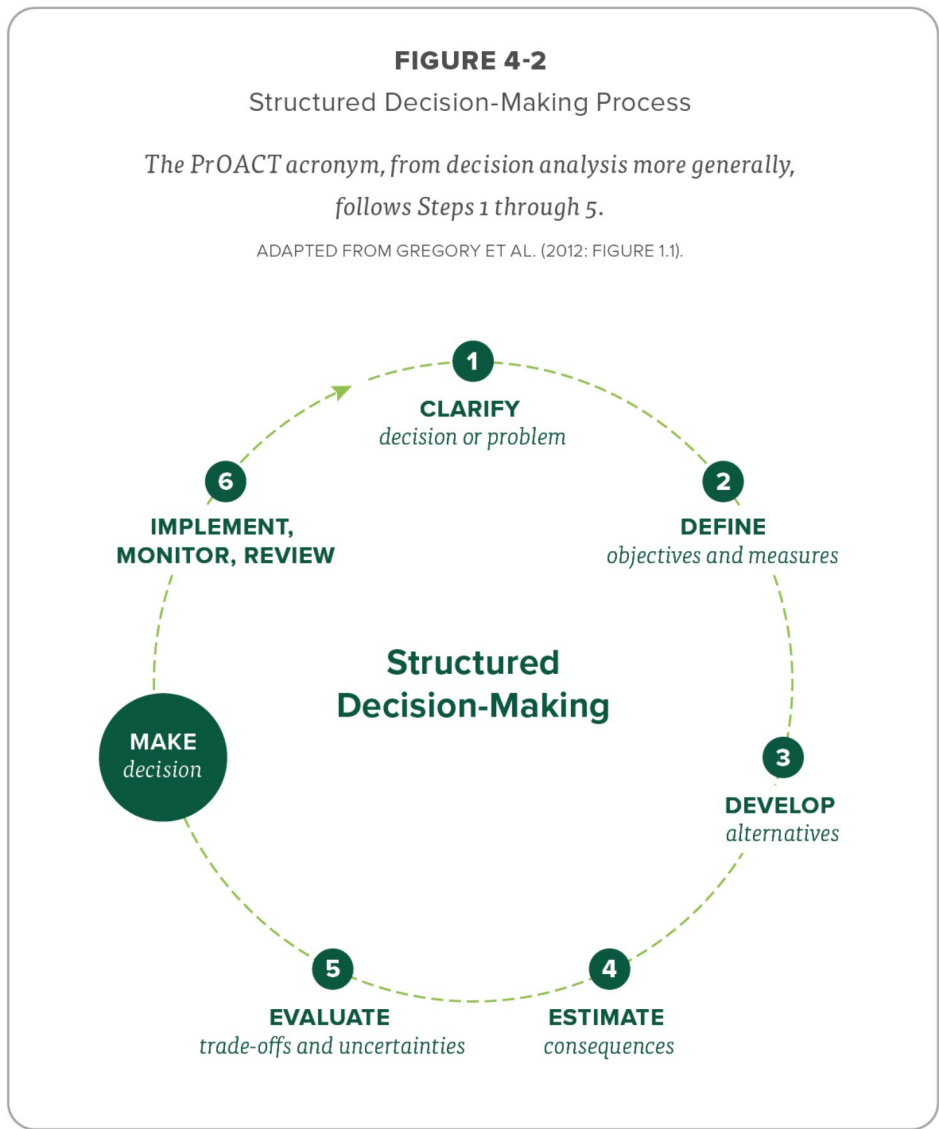 FIGURE 4-2
Structured Decision-Making Process
The PrOACT acronym, from decision analysis more generally,
follows Steps 1 through 5.
ADAPTED FROM GREGORY ET AL. (2012: FIGURE 1.1).
1
CLARIFY
decision or problem
2
DEFINE
objectives and measures
3
DEVELOP
alternatives
4
ESTIMATE
consequences
5
EVALUATE
trade-offs and uncertainties
MAKE
decision
6
IMPLEMENT,
MONITOR, REVIEW
Structured
Decision-Making